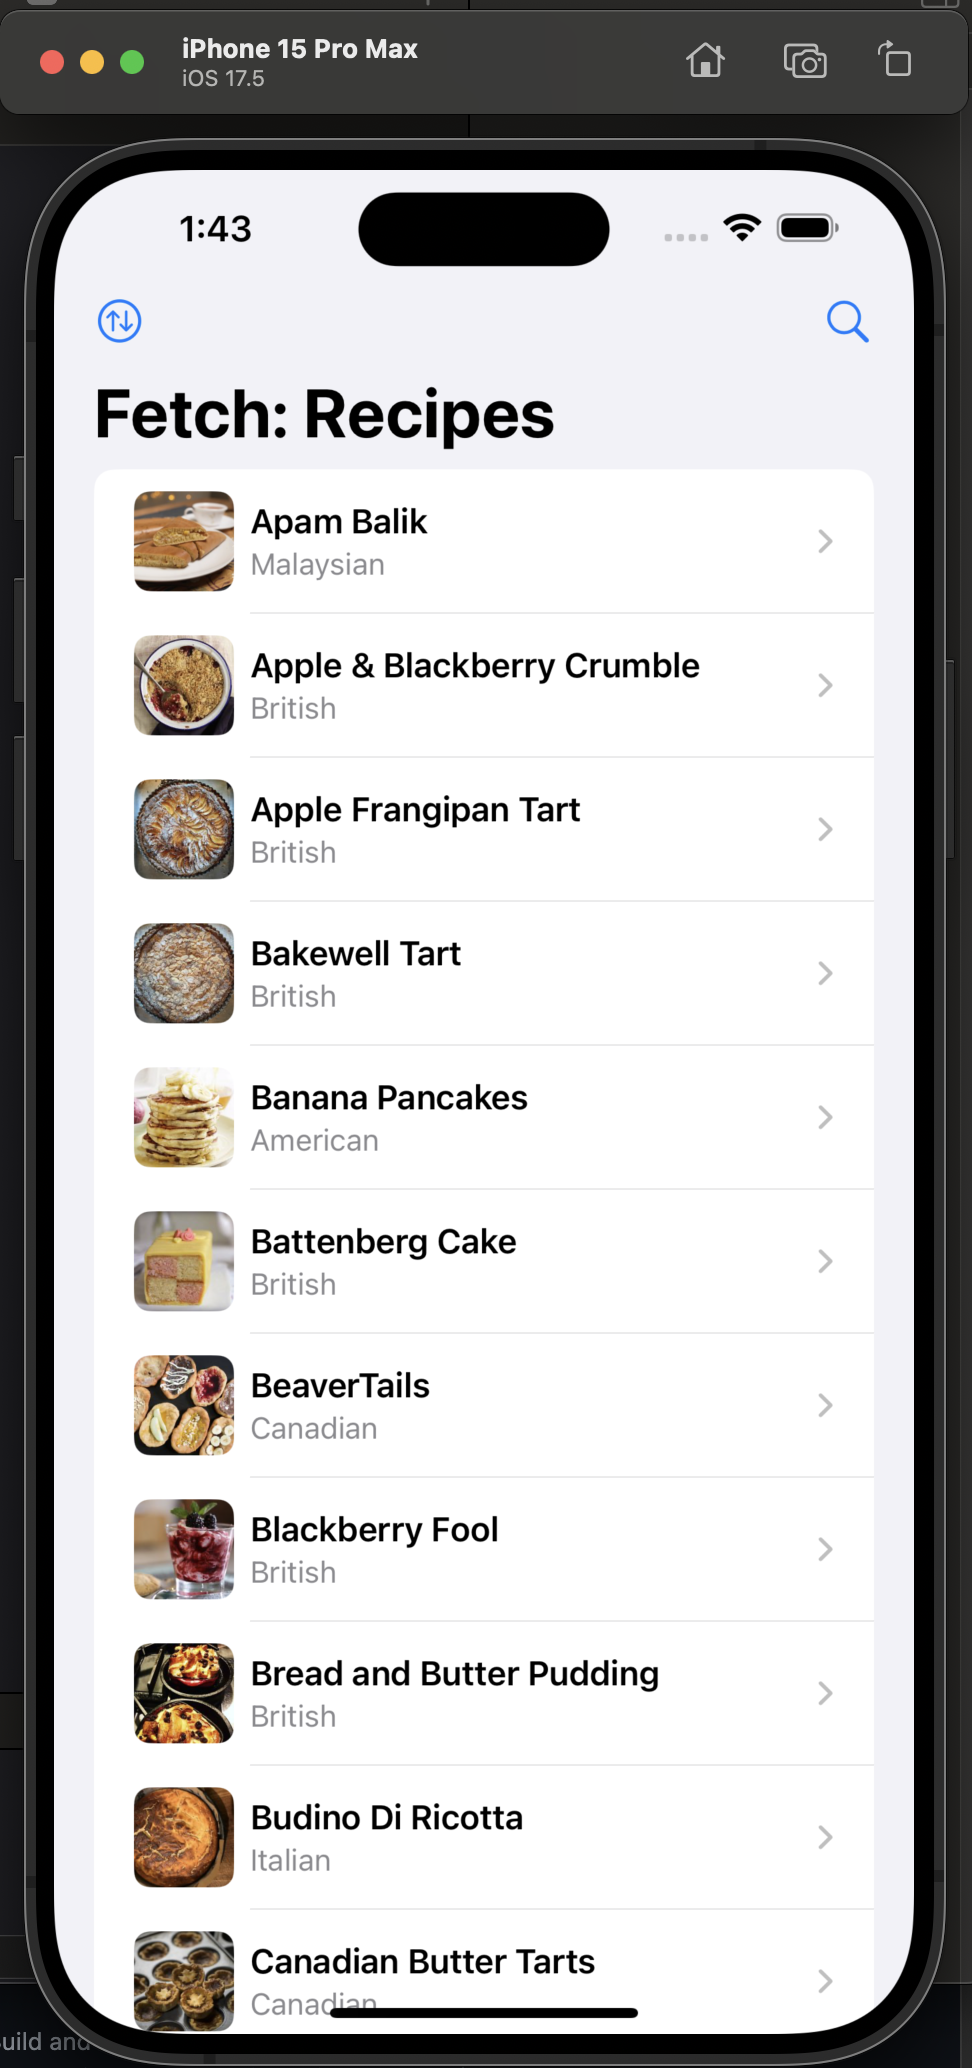 iPhone 15 Pro Max
iOS 17.5
1:43
Fetch: Recipes
Apam Balik
Malaysian
Apple & Blackberry Crumble
British
Apple Frangipan Tart
British
Bakewell Tart
British
Banana Pancakes
American
Battenberg Cake
British
BeaverTails
Canadian
Blackberry Fool
British
Bread and Butter Pudding
British
Budino Di Ricotta
Italian
Canadian Butter Tarts
Canadian
uild and